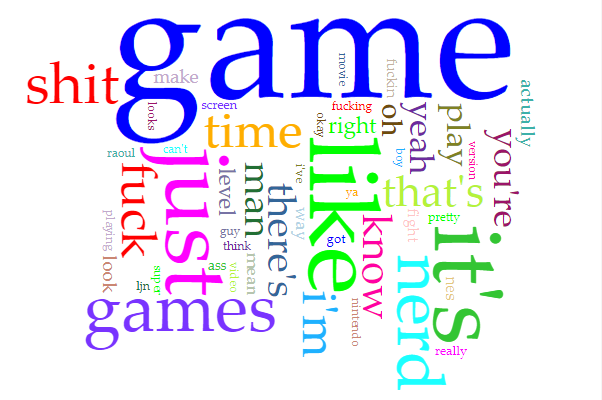 game
shit
make
movie
fuckin
actually
looks
screen
fucking
okay
time
right
oh
yeah
play
you're
raoul
can't
just
like
boy
version
fuck
level
man
i've
ya
that's
there's
way
know
fight
pretty
playing
guy
think
got
it's
look
super
ass
video
mean
nerd
nes
ljn
games
i'm
nintendo
really